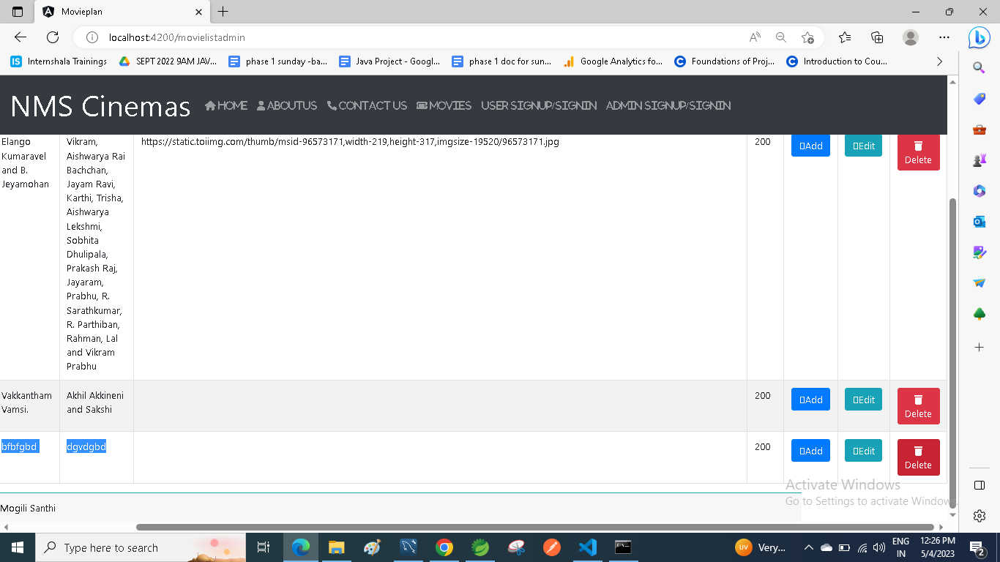 Movieplan
localhost:4200/movielistadmin
Internshala Trainings
SEPT 2022 9AM JAV...
phase 1 sunday -ba...
Java Project - Googl...
phase 1 doc for sun...
Google Analytics fo...
Foundations of Proj...
Introduction to Cou...
NMS Cinemas
HOME
ABOUTUS
CONTACT US
MOVIES
USER SIGNUP/SIGNIN
ADMIN SIGNUP/SIGNIN
Elango
Kumaravel
and B.
Jeyamohan
Vikram,
Aishwarya Rai
Bachchan,
Jayam Ravi,
Karthi, Trisha,
Aishwarya
Lekshmi,
Sobhita
Dhulipala,
Prakash Raj,
Jayaram,
Prabhu, R.
Sarathkumar,
R. Parthiban,
Rahman, Lal
and Vikram
Prabhu
https://static.toiimg.com/thumb/msid-96573171,width-219,height-317,imgsize-19520/96573171.jpg
200
Add
Edit
Delete
Vakkantham
Vamsi.
Akhil Akkineni
and Sakshi
200
Add
Edit
Delete
bfbfgbd
dgvdgbd
200
Add
Edit
Delete
Activate Windows
Go to Settings to activate Windows.
Mogili Santhi
Type here to search
UV
Very...
ENG
IN
12:26 PM
5/4/2023
2